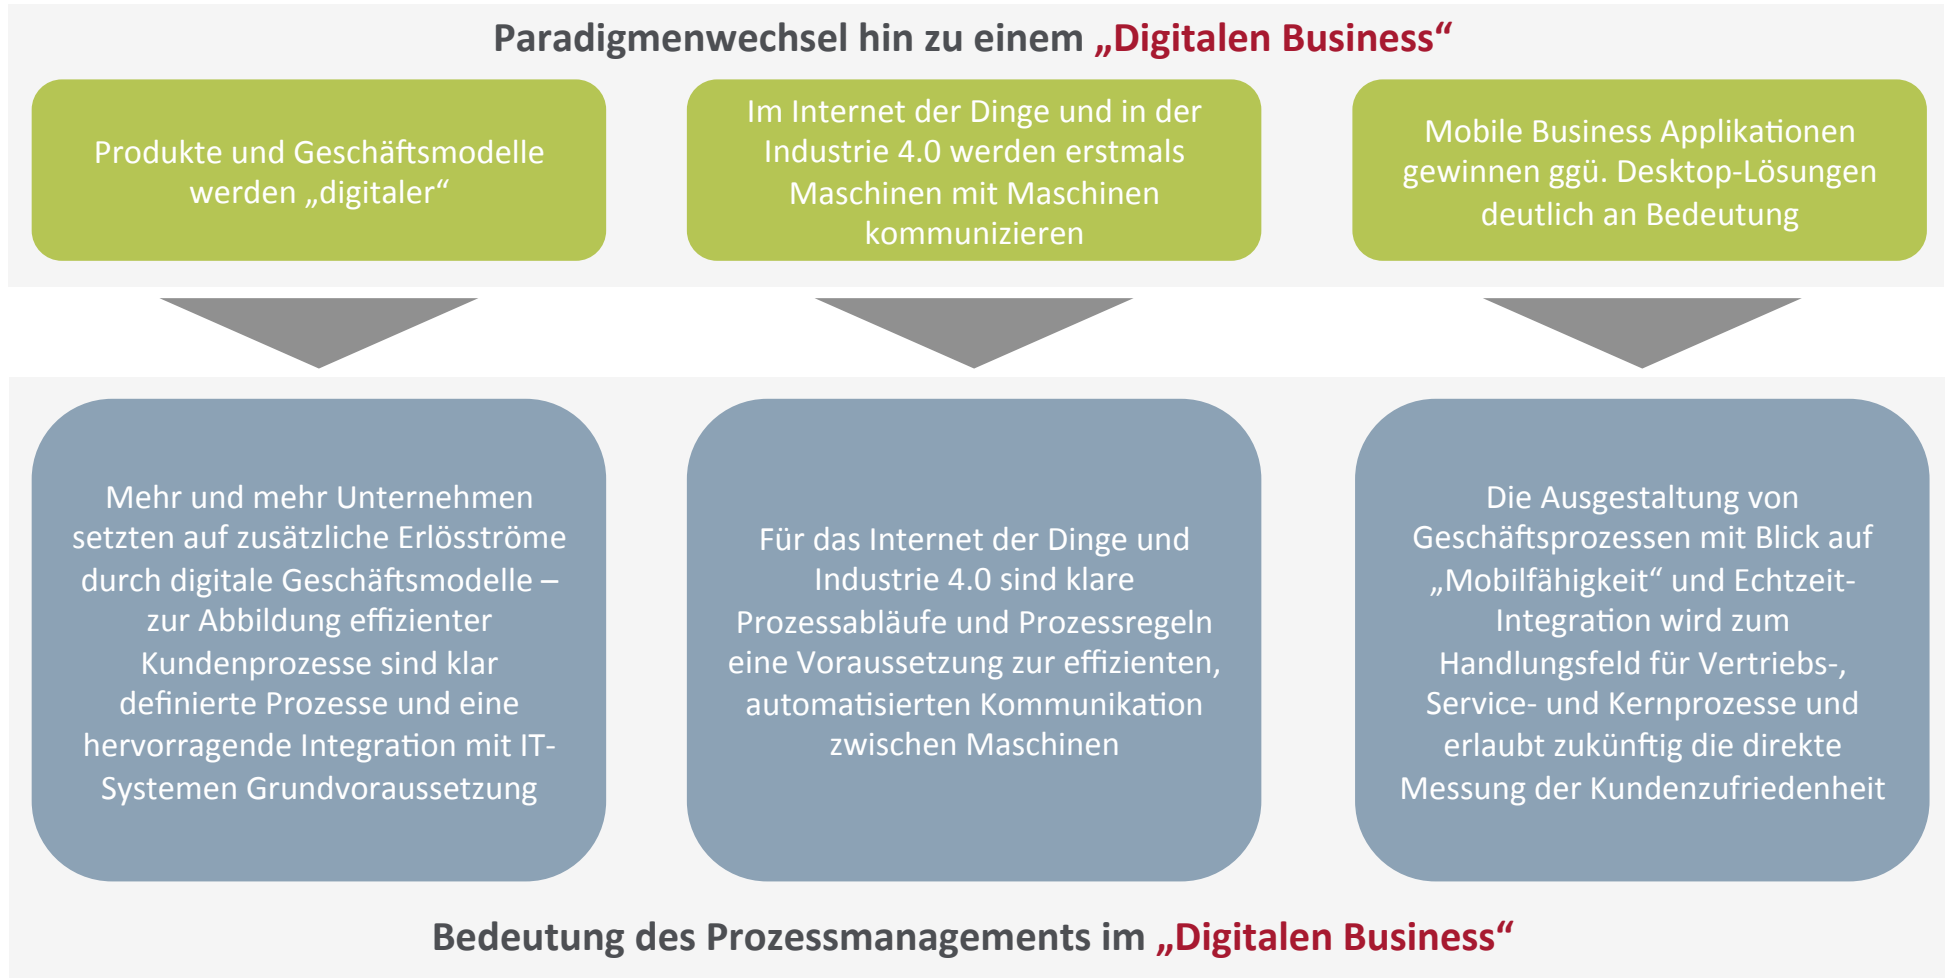 Paradigmenwechsel hin zu einem „Digitalen Business“
Produkte und Geschäftsmodelle
werden „digitaler“
Im Internet der Dinge und in der
Industrie 4.0 werden erstmals
Maschinen mit Maschinen
kommunizieren
Mobile Business Applikationen
gewinnen ggü. Desktop-Lösungen
deutlich an Bedeutung
Mehr und mehr Unternehmen
setzten auf zusätzliche Erlösströme
durch digitale Geschäftsmodelle –
zur Abbildung effizienter
Kundenprozesse sind klar
definierte Prozesse und eine
hervorragende Integration mit IT-
Systemen Grundvoraussetzung
Für das Internet der Dinge und
Industrie 4.0 sind klare
Prozessabläufe und Prozessregeln
eine Voraussetzung zur effizienten,
automatisierten Kommunikation
zwischen Maschinen
Die Ausgestaltung von
Geschäftsprozessen mit Blick auf
„Mobilfähigkeit“ und Echtzeit-
Integration wird zum
Handlungsfeld für Vertriebs-,
Service- und Kernprozesse und
erlaubt zukünftig die direkte
Messung der Kundenzufriedenheit
Bedeutung des Prozessmanagements im „Digitalen Business“